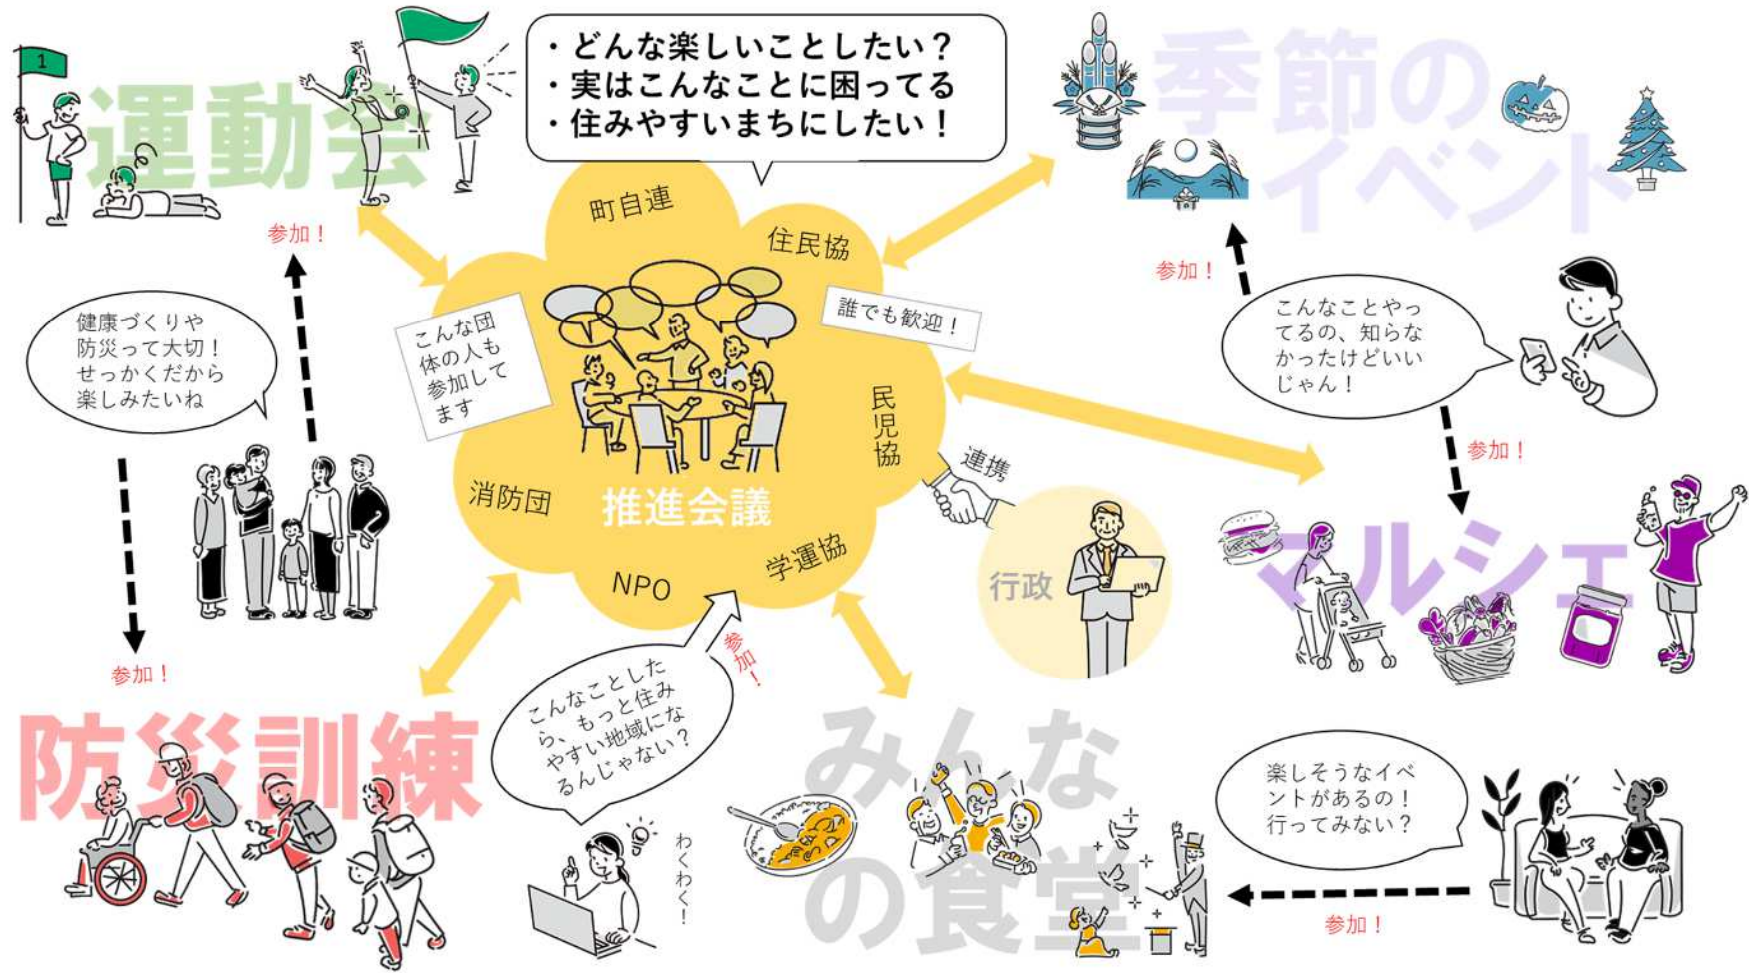 ・どんな楽しいことしたい？
・実はこんなことに困ってる
・住みやすいまちにしたい！
1
運動会
季節の
イベント
町自連
住民協
参加！
参加！
誰でも歓迎！
健康づくりや
防災って大切！
せっかくだから
楽しみたいね
こんな団
体の人も
参加して
ます
こんなことやっ
てるの、知らな
かったけどいい
じゃん！
民児協
連携
参加！
消防団
推進会議
学運協
NPO
行政
マルシェ
参加！
参加！
こんなことした
ら、もっと住み
やすい地域にな
るんじゃない？
防災訓練
みんな
の食堂
わくわく！
楽しそうなイベ
ントがあるの！
行ってみない？
参加！